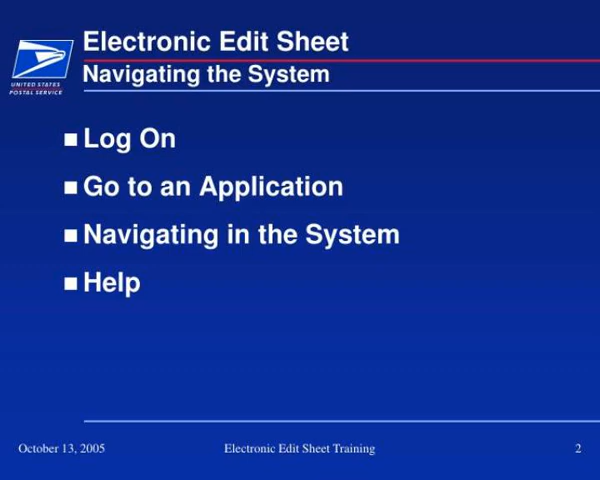 Electronic Edit Sheet
Navigating the System
UNITED STATES
POSTAL SERVICE
Log On
Go to an Application
Navigating in the System
Help
October 13, 2005 Electronic Edit Sheet Training 2